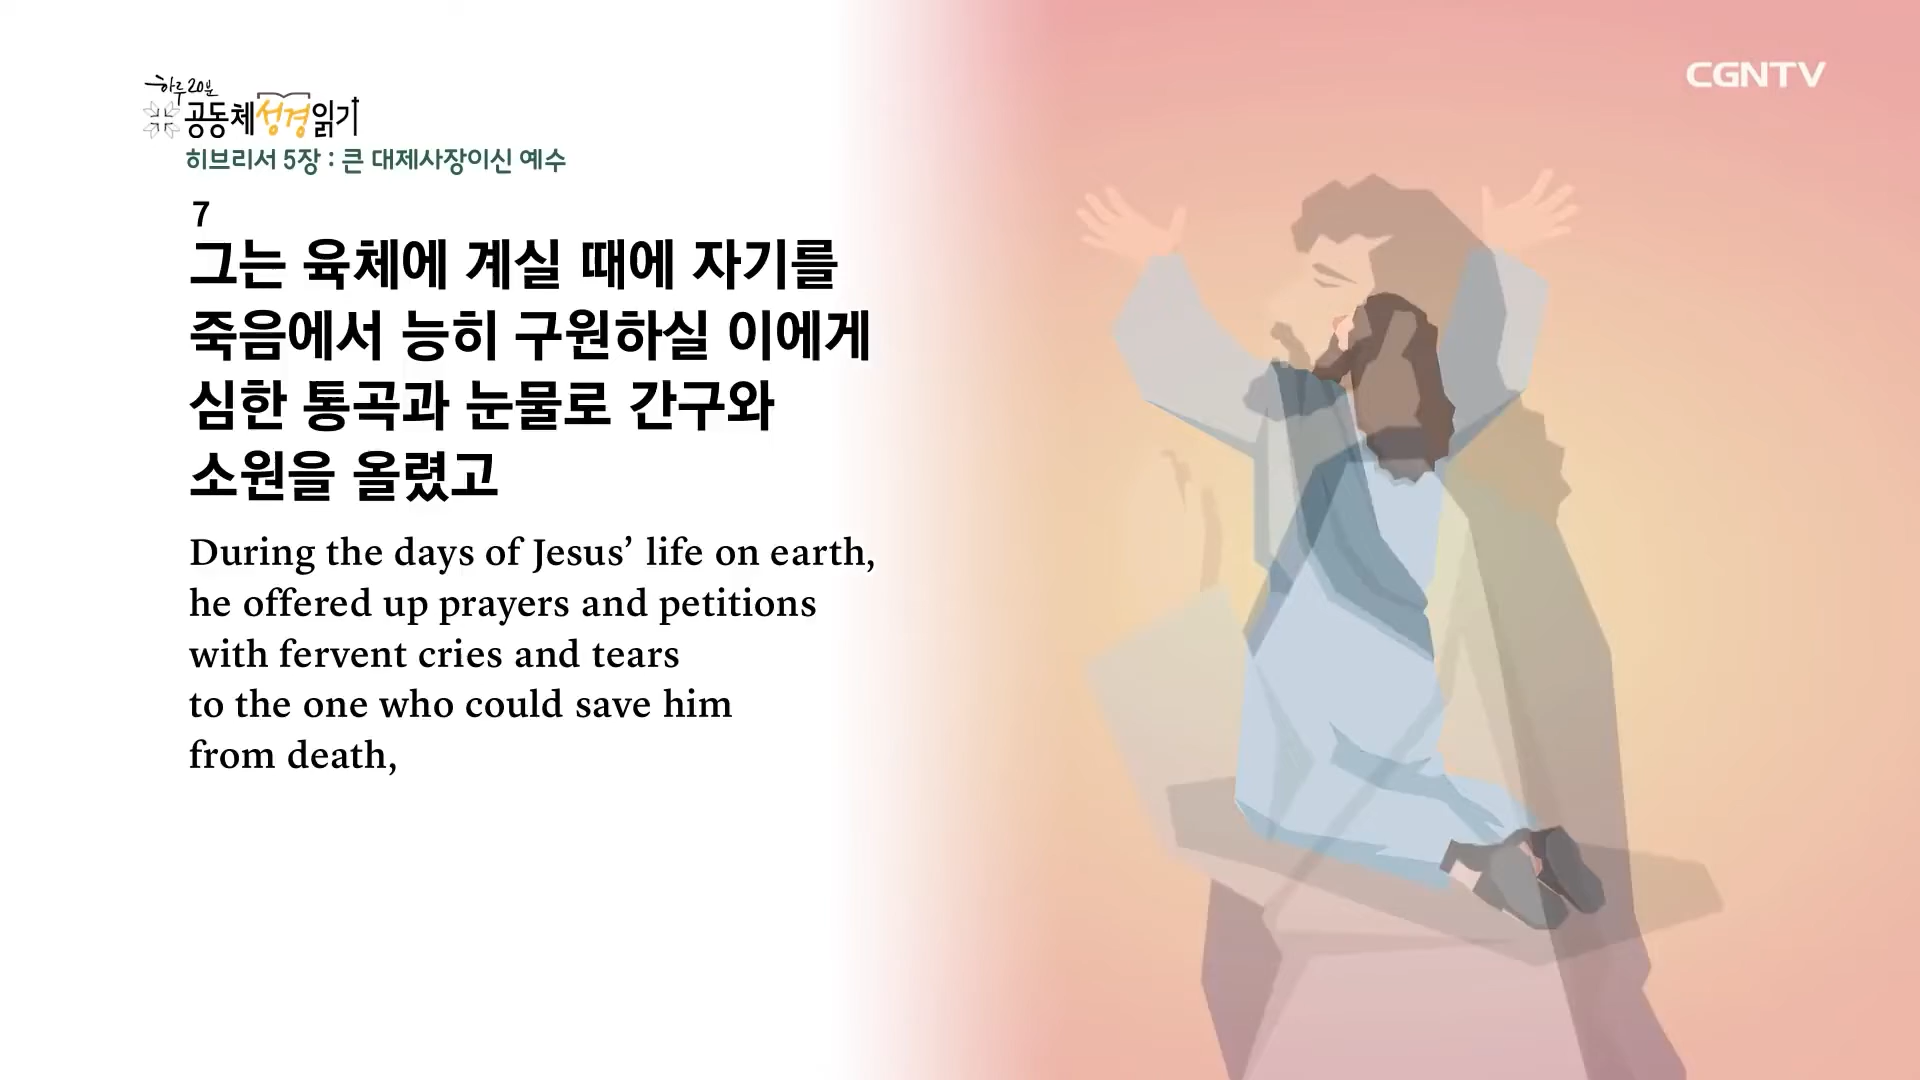 하루 20분
공동체성경읽기
CGNTV
히브리서 5장 : 큰 대제사장이신 예수
7
그는 육체에 계실 때에 자기를
죽음에서 능히 구원하실 이에게
심한 통곡과 눈물로 간구와
소원을 올렸고
During the days of Jesus’ life on earth,
he offered up prayers and petitions
with fervent cries and tears
to the one who could save him
from death,